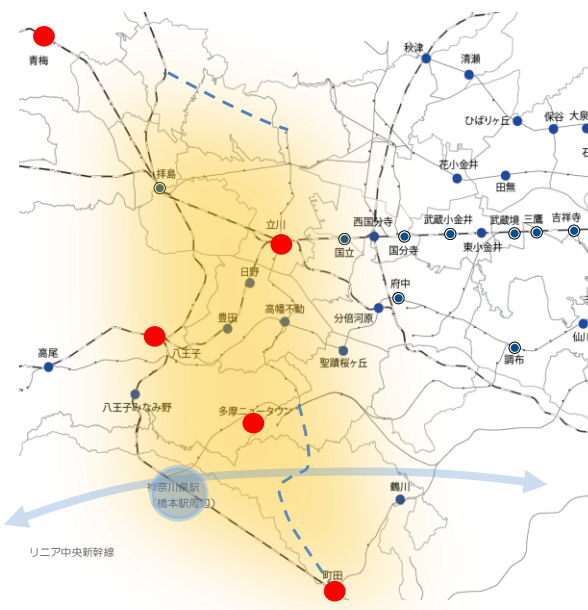 秋津
清瀬
青梅
ひばりヶ丘
保谷
大泉
石
花小金井
田無
拝島
立川
西国分寺
武蔵小金井
武蔵境
三鷹
吉祥寺
国立
国分寺
東小金井
日野
府中
豊田
高幡不動
分倍河原
仙川
高尾
八王子
聖蹟桜ヶ丘
調布
八王子みなみ野
多摩ニュータウン
神奈川県駅
（橋本駅周辺）
鶴川
リニア中央新幹線
町田